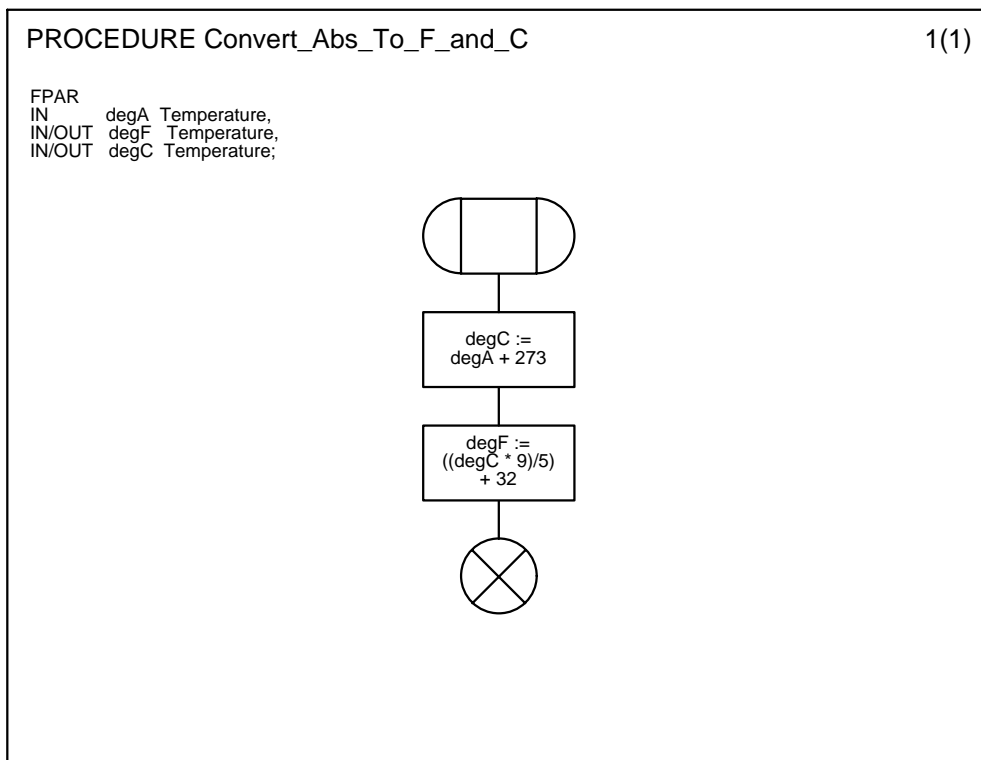 PROCEDURE Convert_Abs_To_F_and_C
1(1)
FPAR
IN degA Temperature,
IN/OUT degF Temperature,
IN/OUT degC Temperature;
degC :=
degA + 273
degF :=
((degC * 9)/5)
+ 32